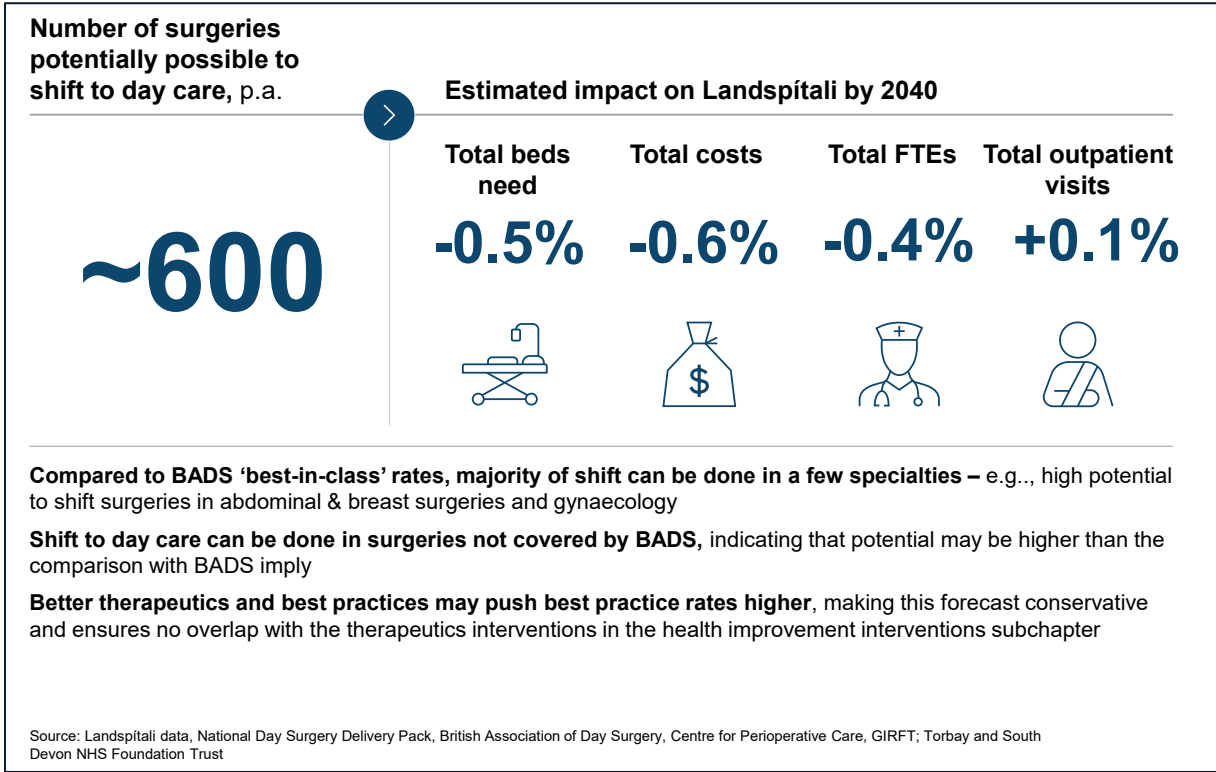 Number of surgeries
potentially possible to
shift to day care, p.a.
Estimated impact on Landspítali by 2040
~600
Total beds
need
-0.5%
Total costs
-0.6%
Total FTEs
-0.4%
Total outpatient
visits
+0.1%
$
Compared to BADS ‘best-in-class’ rates, majority of shift can be done in a few specialties – e.g.., high potential
to shift surgeries in abdominal & breast surgeries and gynaecology
Shift to day care can be done in surgeries not covered by BADS, indicating that potential may be higher than the
comparison with BADS imply
Better therapeutics and best practices may push best practice rates higher, making this forecast conservative
and ensures no overlap with the therapeutics interventions in the health improvement interventions subchapter
Source: Landspítali data, National Day Surgery Delivery Pack, British Association of Day Surgery, Centre for Perioperative Care, GIRFT; Torbay and South
Devon NHS Foundation Trust